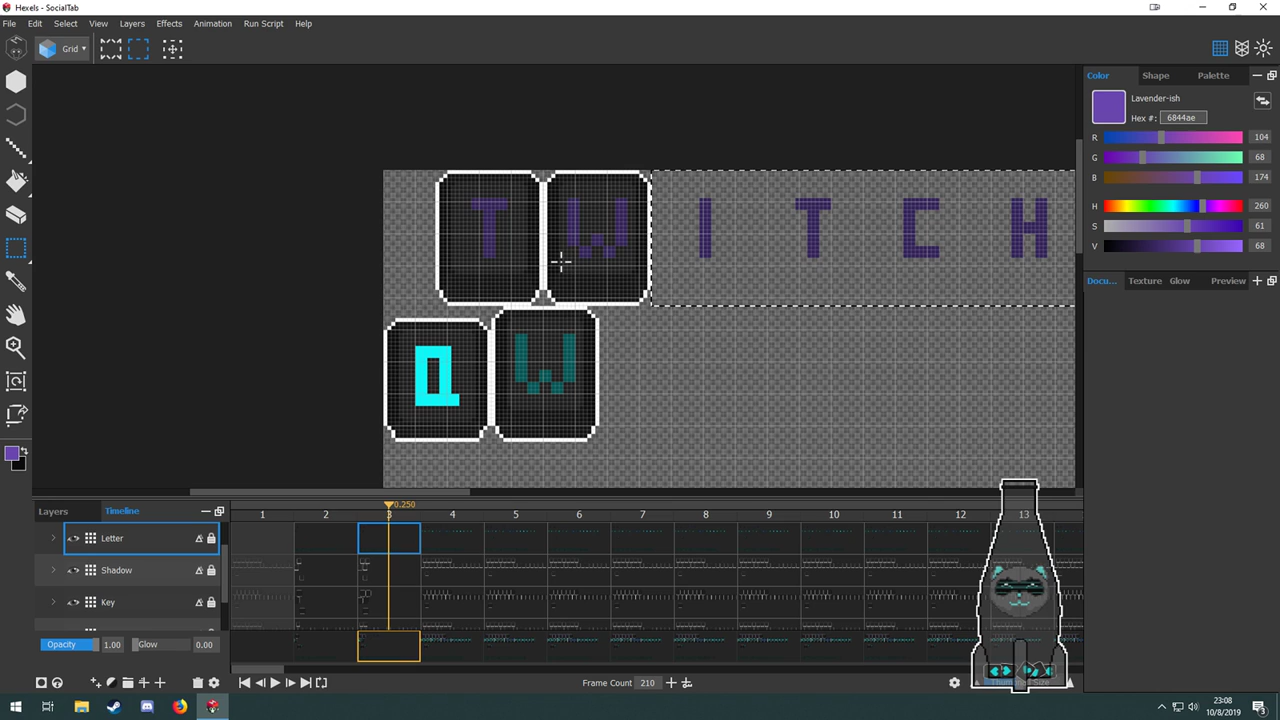 Hexels - SocialTab
File Edit Select View Layers Effects Animation Run Script Help
Grid
Color Shape Palette
Lavender-ish
Hex #: 6844ae
R 104
G 68
B 174
H 260
S 61
V 68
T W I T C H
Q W
Docu... Texture Glow Preview
Layers Timeline
0.250
1 2 3 4 5 6 7 8 9 10 11 12 13
Letter
Shadow
Key
Opacity 1.00 Glow 0.00
Frame Count 210
Size
23:08
10/8/2019
3